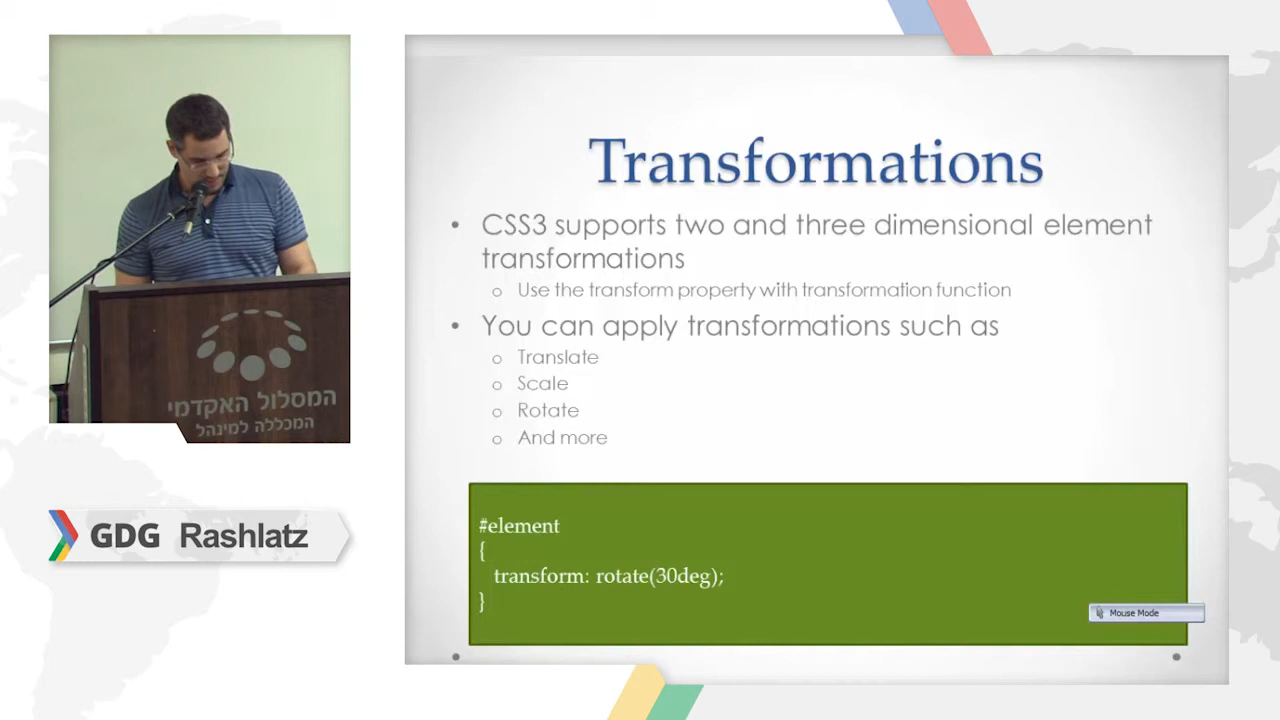 Transformations
• CSS3 supports two and three dimensional element
transformations
o Use the transform property with transformation function
• You can apply transformations such as
o Translate
o Scale
o Rotate
o And more
#element
{
transform: rotate(30deg);
}
Mouse Mode
המסלול האקדמי
המכללה למינהל
GDG Rashlatz